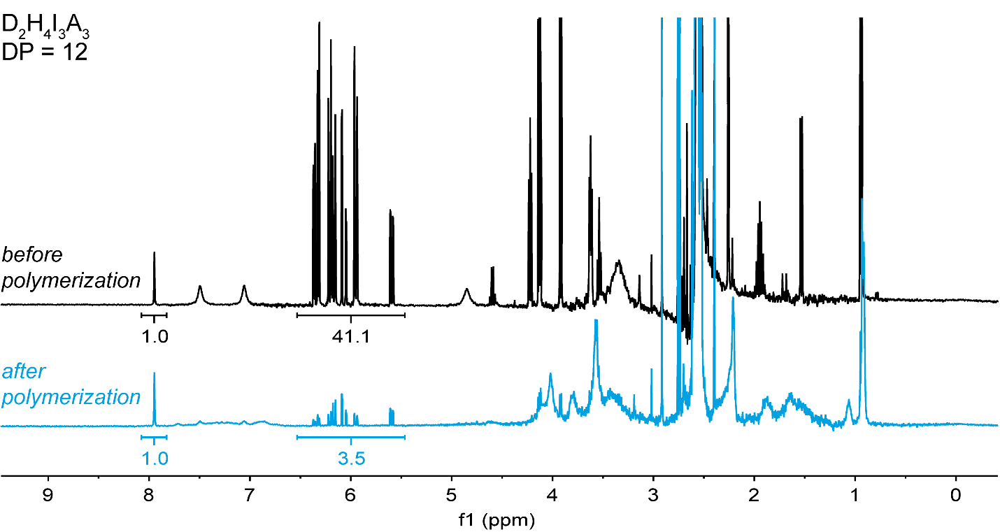 D₂H₄I₃A₃
DP = 12
before
polymerization
1.0 41.1
after
polymerization
1.0 3.5
9 8 7 6 5 4 3 2 1 0
f1 (ppm)